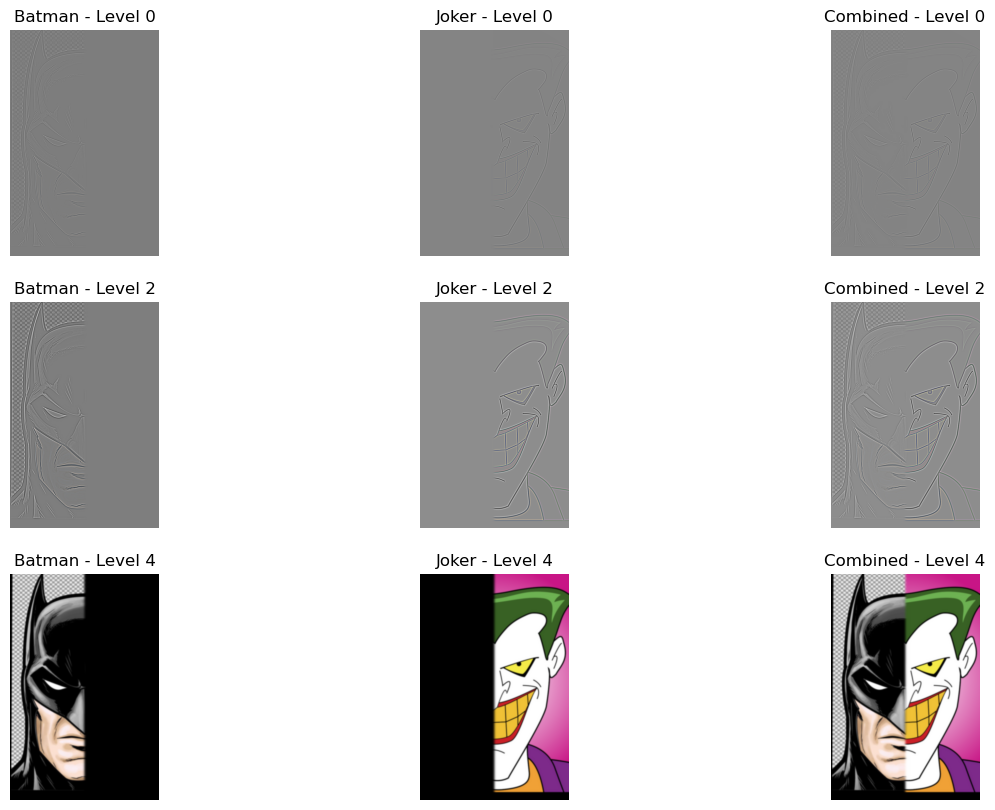 Batman - Level 0
Joker - Level 0
Combined - Level 0
Batman - Level 2
Joker - Level 2
Combined - Level 2
Batman - Level 4
Joker - Level 4
Combined - Level 4